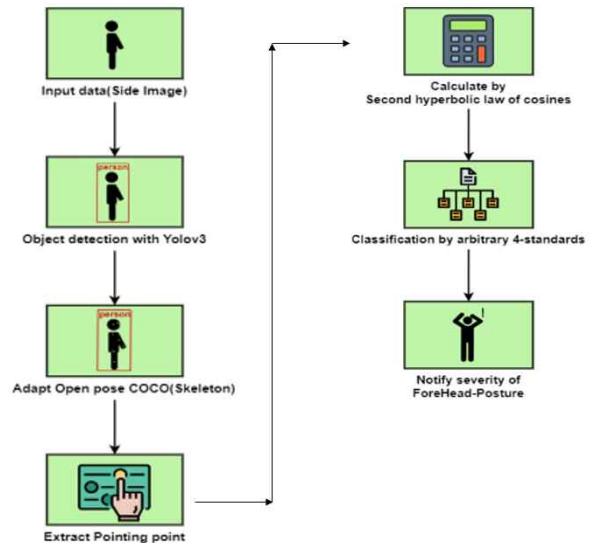 Input data(Side Image)
person
Object detection with Yolov3
person
Adapt Open pose COCO(Skeleton)
Extract Pointing point
Calculate by
Second hyperbolic law of cosines
Classification by arbitrary 4-standards
!
Notify severity of
ForeHead-Posture